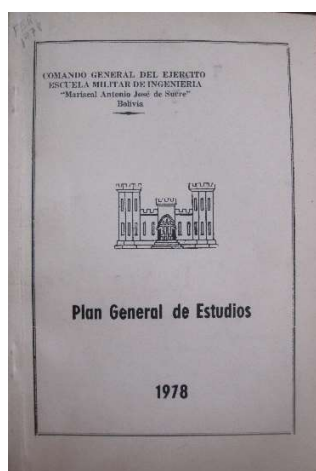 COMANDO GENERAL DEL EJERCITO
ESCUELA MILITAR DE INGENIERIA
"Mariscal Antonio José de Sucre"
Bolivia
Plan General de Estudios
1978